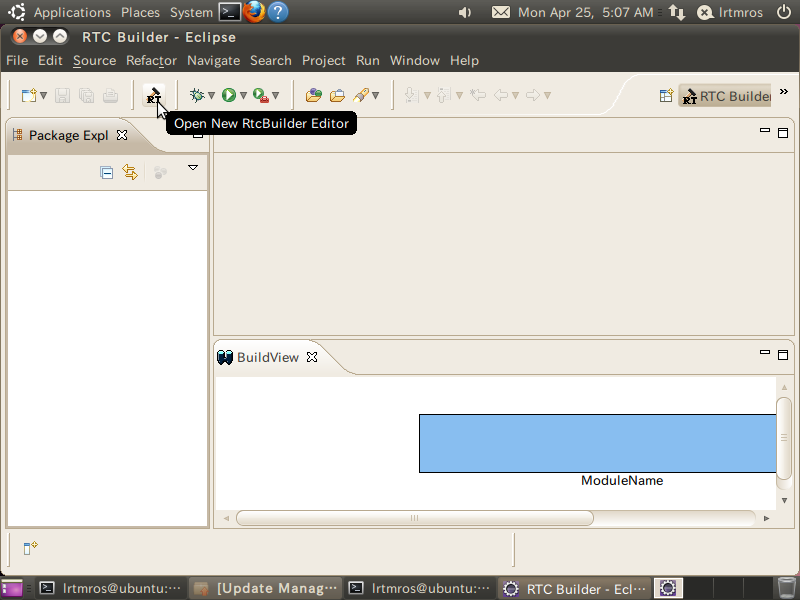 Applications Places System Mon Apr 25, 5:07 AM lrtmros
RTC Builder - Eclipse
File Edit Source Refactor Navigate Search Project Run Window Help
RT RT RTC Builder
Open New RtcBuilder Editor
Package Expl
BuildView
ModuleName
lrtmros@ubuntu:··· [Update Manag··· lrtmros@ubuntu:··· RTC Builder - Ecl···